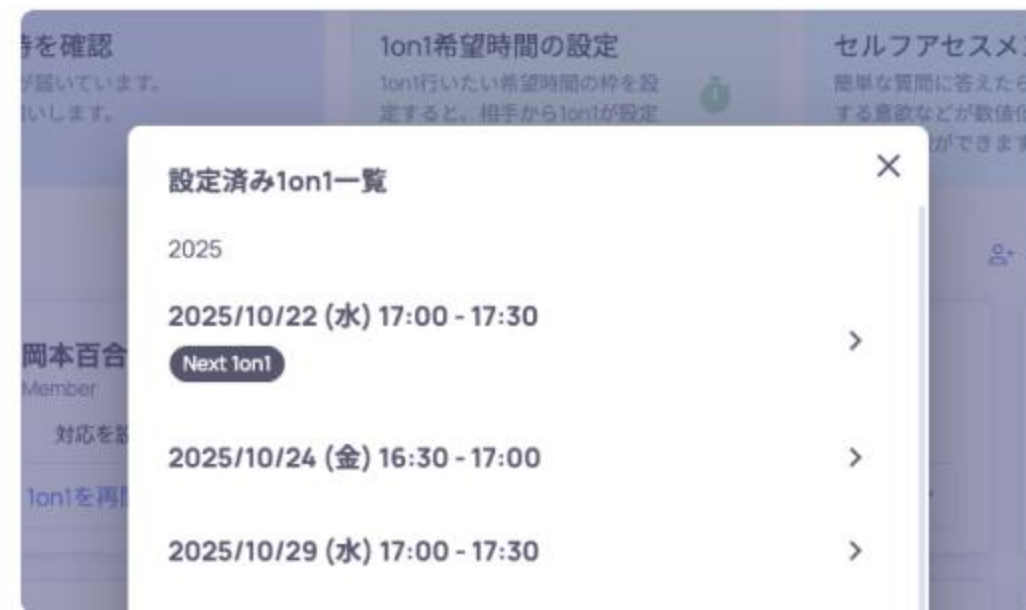 を確認
1on1希望時間の設定
セルフアセスメ
が届いています。
1on1行いたい希望時間の枠を設
簡単な質問に答えたら
いします。
定すると、相手から1on1が設定
する意欲などが数値化
ができます
設定済み1on1一覧
2025
2025/10/22 (水) 17:00 - 17:30
Next 1on1
岡本百合
Member
対応を設
2025/10/24 (金) 16:30 - 17:00
1on1を再開
2025/10/29 (水) 17:00 - 17:30